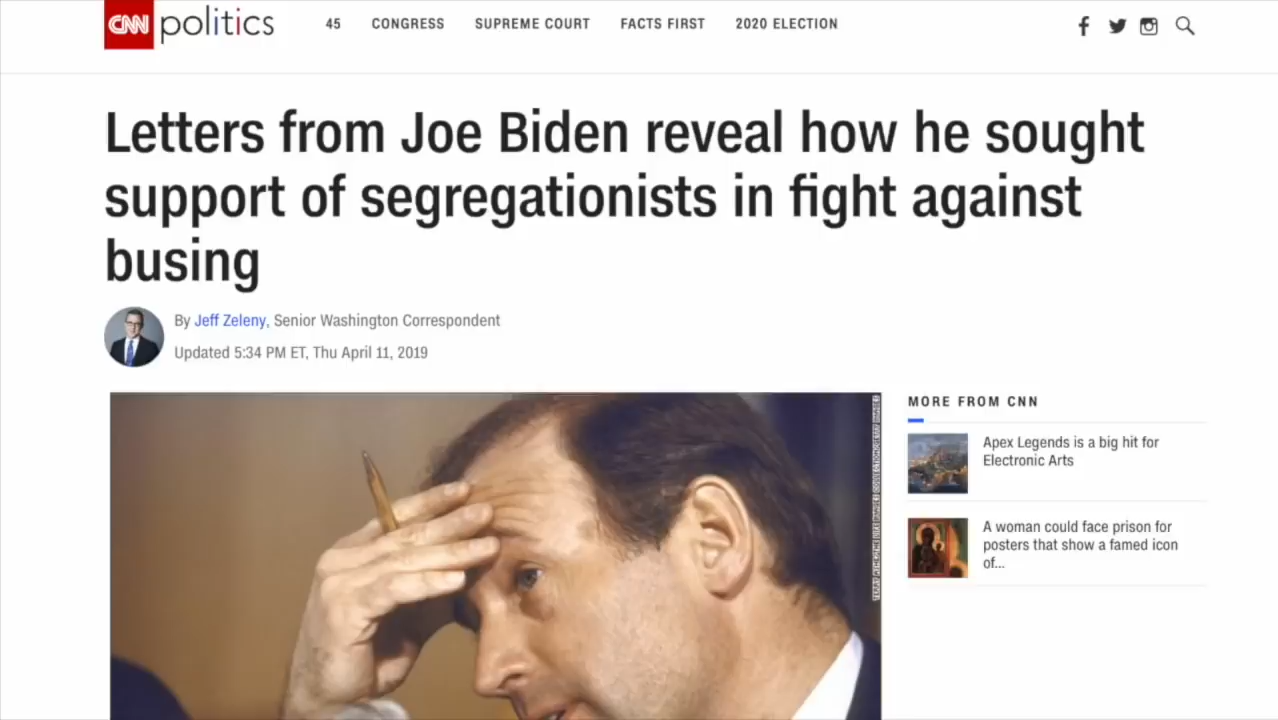 CNN politics 45 CONGRESS SUPREME COURT FACTS FIRST 2020 ELECTION
Letters from Joe Biden reveal how he sought
support of segregationists in fight against
busing
By Jeff Zeleny, Senior Washington Correspondent
Updated 5:34 PM ET, Thu April 11, 2019
MORE FROM CNN
Apex Legends is a big hit for
Electronic Arts
A woman could face prison for
posters that show a famed icon
of...